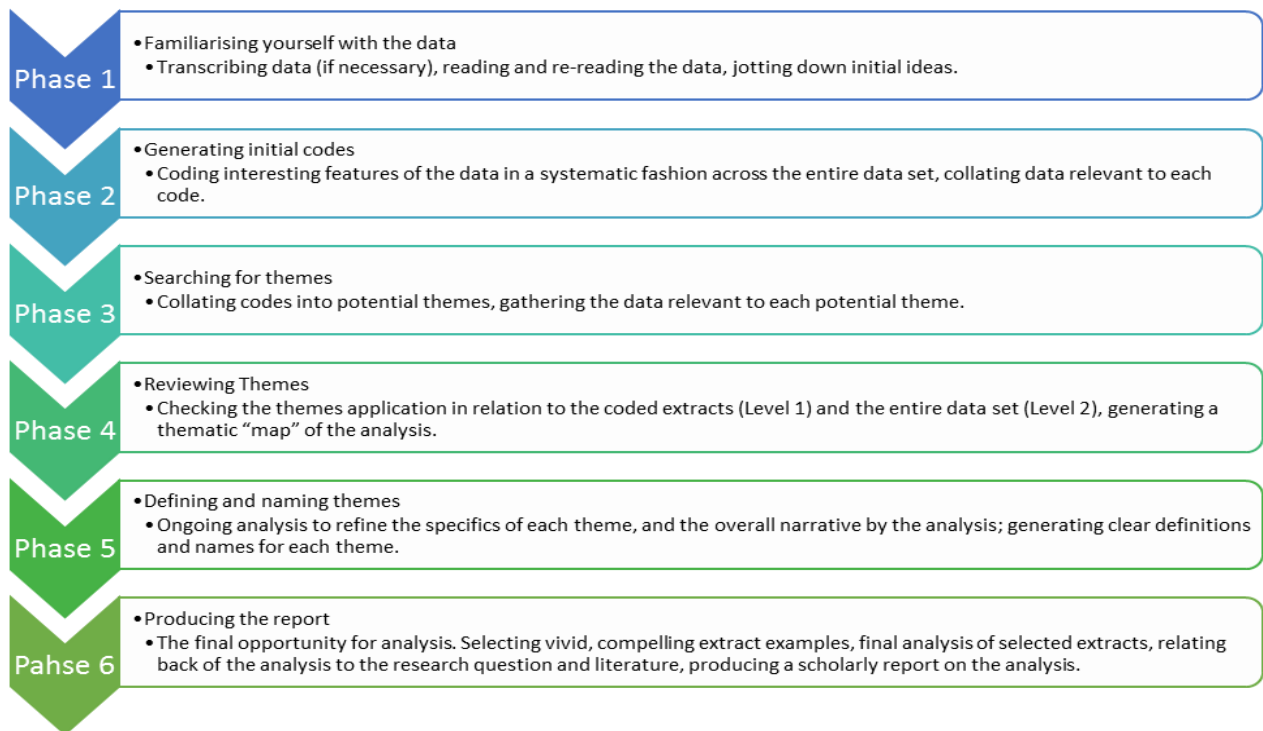 Phase 1
•Familiarising yourself with the data
•Transcribing data (if necessary), reading and re-reading the data, jotting down initial ideas.
Phase 2
•Generating initial codes
•Coding interesting features of the data in a systematic fashion across the entire data set, collating data relevant to each
code.
Phase 3
•Searching for themes
•Collating codes into potential themes, gathering the data relevant to each potential theme.
Phase 4
•Reviewing Themes
•Checking the themes application in relation to the coded extracts (Level 1) and the entire data set (Level 2), generating a
thematic “map” of the analysis.
Phase 5
•Defining and naming themes
•Ongoing analysis to refine the specifics of each theme, and the overall narrative by the analysis; generating clear definitions
and names for each theme.
Pahse 6
•Producing the report
•The final opportunity for analysis. Selecting vivid, compelling extract examples, final analysis of selected extracts, relating
back of the analysis to the research question and literature, producing a scholarly report on the analysis.